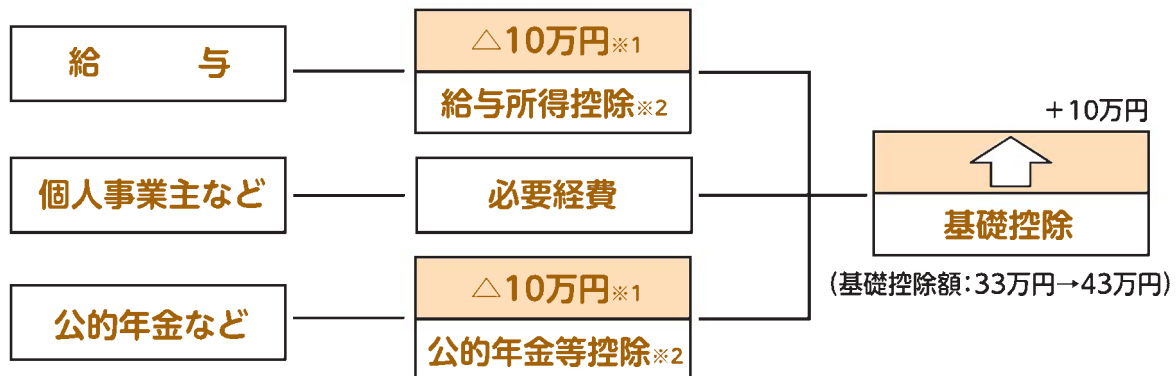 給 与
△10万円※1
給与所得控除※2
個人事業主など
必要経費
公的年金など
△10万円※1
公的年金等控除※2
+10万円
基礎控除
(基礎控除額:33万円→43万円)